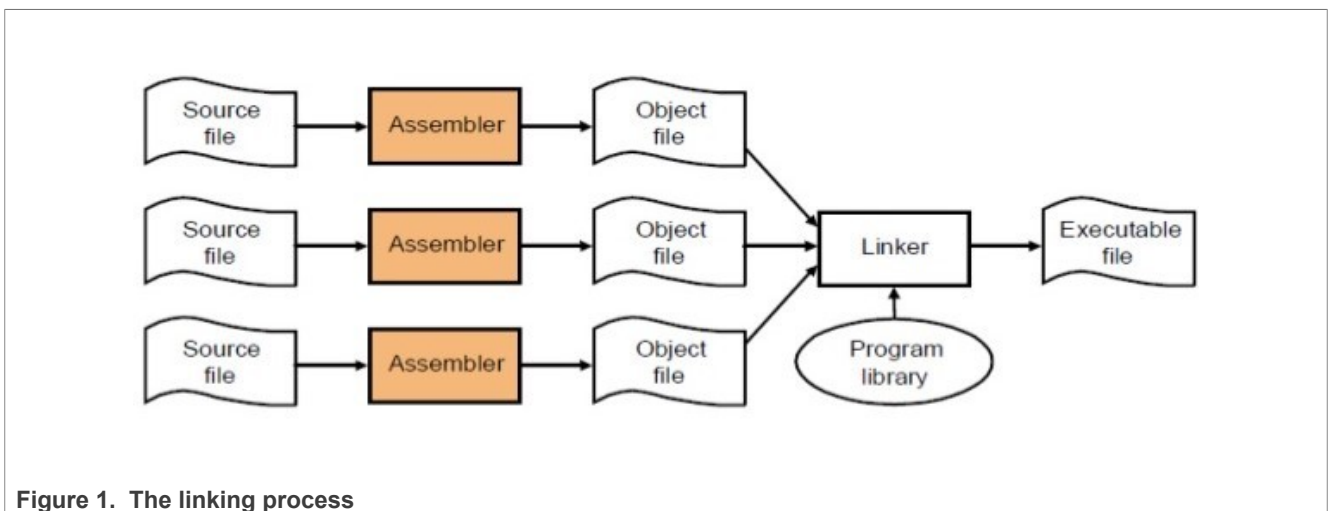 Source
file
Assembler
Object
file
Source
file
Assembler
Object
file
Linker
Executable
file
Source
file
Assembler
Object
file
Program
library
Figure 1. The linking process